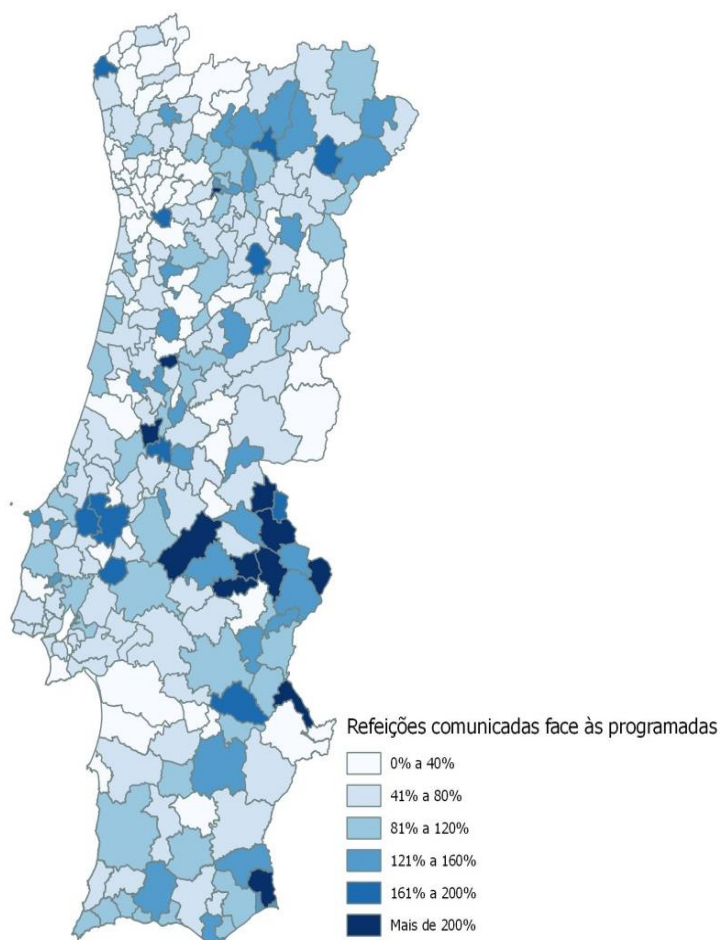 Refeições comunicadas face às programadas
0% a 40%
41% a 80%
81% a 120%
121% a 160%
161% a 200%
Mais de 200%